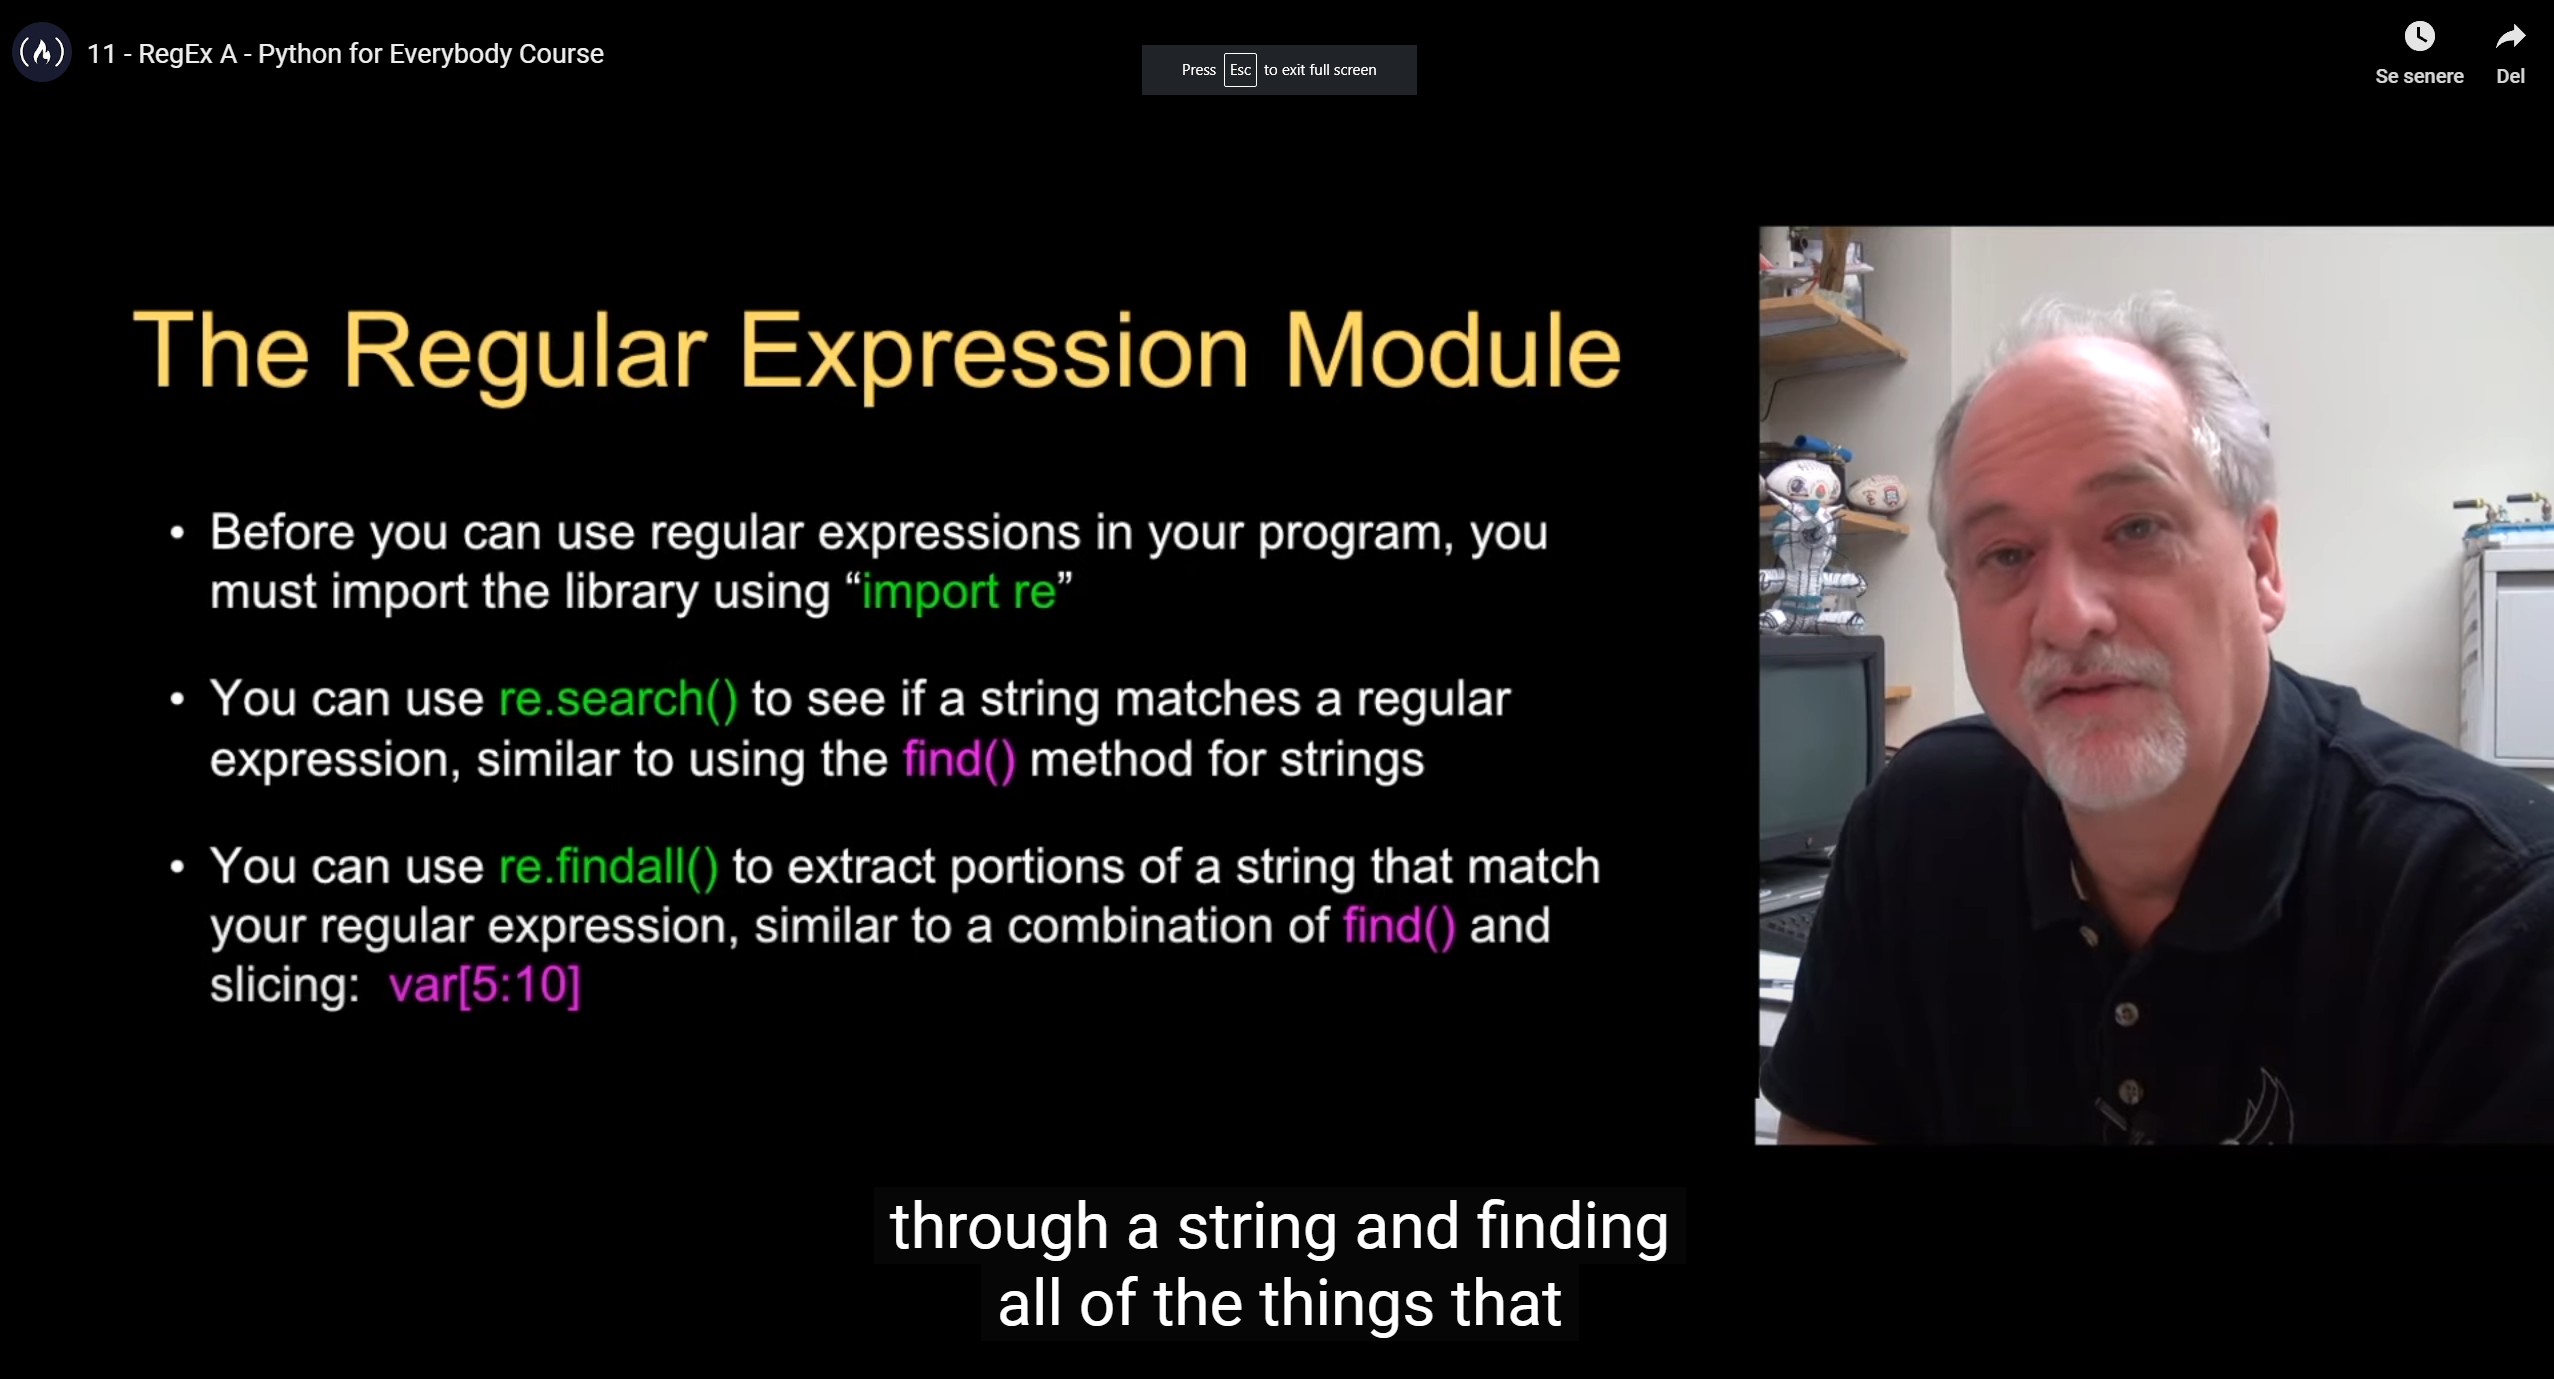 11 - RegEx A - Python for Everybody Course
Press Esc to exit full screen
Se senere
Del
The Regular Expression Module
• Before you can use regular expressions in your program, you
must import the library using “import re”
• You can use re.search() to see if a string matches a regular
expression, similar to using the find() method for strings
• You can use re.findall() to extract portions of a string that match
your regular expression, similar to a combination of find() and
slicing: var[5:10]
through a string and finding
all of the things that